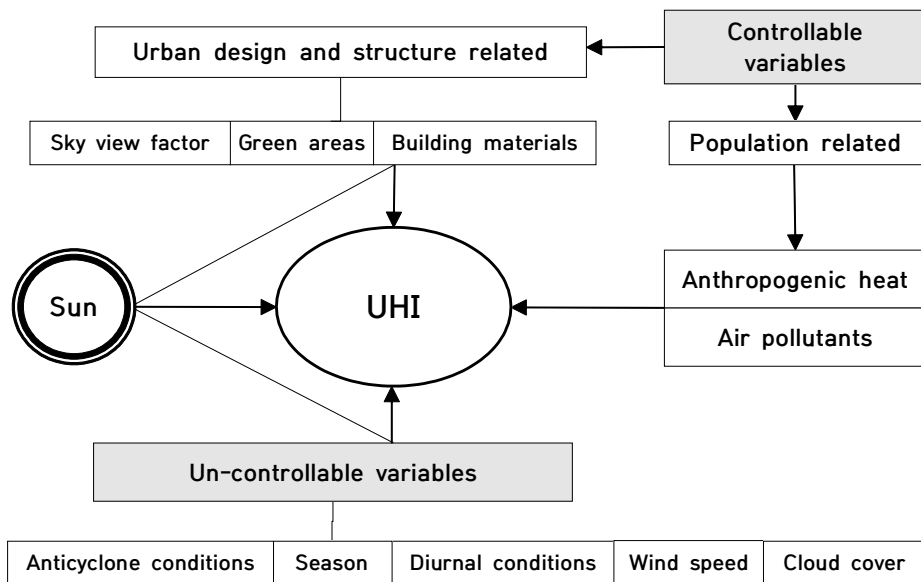 Urban design and structure related
Controllable
variables
Sky view factor
Green areas
Building materials
Population related
Sun
UHI
Anthropogenic heat
Air pollutants
Un-controllable variables
Anticyclone conditions
Season
Diurnal conditions
Wind speed
Cloud cover